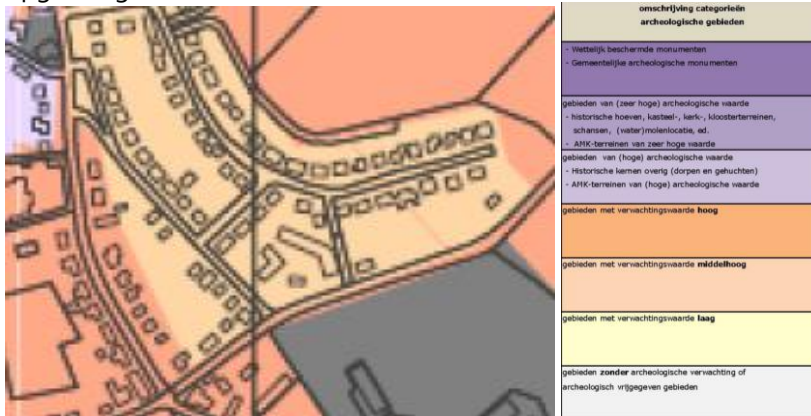 omschrijving categorieën
archeologische gebieden
- Wettelijk beschermde monumenten
- Gemeentelijke archeologische monumenten
gebieden van (zeer hoge) archeologische waarde
- historische hoeven, kasteel-, kerk-, kloosterterreinen,
schansen, (water)molenlocatie, ed.
- AMK-terreinen van zeer hoge waarde
gebieden van (hoge) archeologische waarde
- Historische kernen overig (dorpen en gehuchten)
- AMK-terreinen van (hoge) archeologische waarde
gebieden met verwachtingswaarde hoog
gebieden met verwachtingswaarde middelhoog
gebieden met verwachtingswaarde laag
gebieden zonder archeologische verwachting of
archeologisch vrijgegeven gebieden